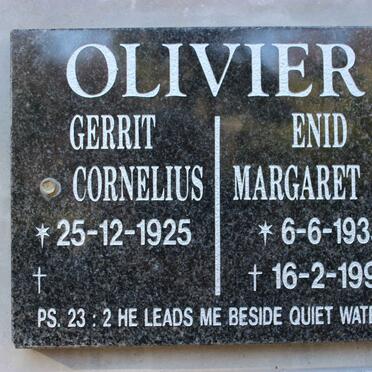 OLIVIER
GERRIT ENID
CORNELIUS MARGARET
* 25-12-1925 * 6-6-193
† † 16-2-199
PS. 23 : 2 HE LEADS ME BESIDE QUIET WAT